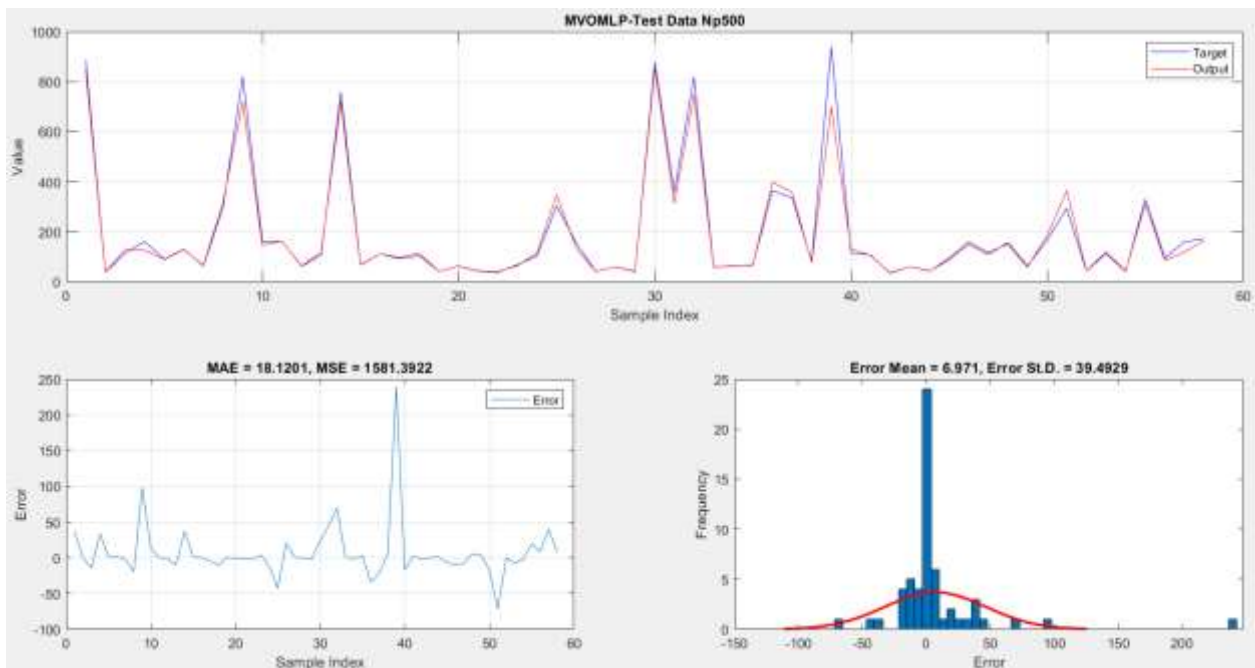 MVOMLP-Test Data Np500
1000
800
600
400
200
0
Value
0 10 20 30 40 50 60
Sample Index
Target
Output
MAE = 18.1201, MSE = 1581.3922
250
200
150
100
50
0
-50
-100
Error
0 10 20 30 40 50 60
Sample Index
Error
Error Mean = 6.971, Error St.D. = 39.4929
25
20
15
10
5
0
Frequency
-150 -100 -50 0 50 100 150 200
Error